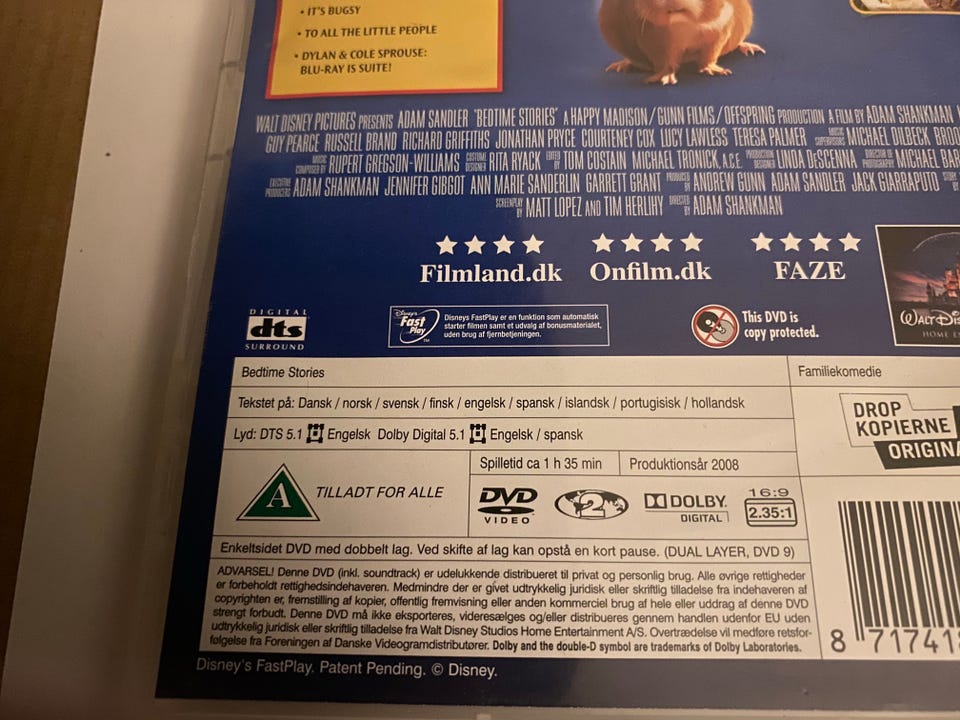 • IT'S BUGSY
• TO ALL THE LITTLE PEOPLE
• DYLAN & COLE SPROUSE:
BLU-RAY IS SUITE!
WALT DISNEY PICTURES PRESENTS ADAM SANDLER "BEDTIME STORIES" A HAPPY MADISON/GUNN FILMS/OFFSPRING PRODUCTION A FILM BY ADAM SHANKMAN
GUY PEARCE RUSSELL BRAND RICHARD GRIFFITHS JONATHAN PRYCE COURTENEY COX LUCY LAWLESS TERESA PALMER MUSIC SUPERVISORS MICHAEL DILBECK
MUSIC COMPOSED BY RUPERT GREGSON-WILLIAMS COSTUME DESIGNER RITA RYACK EDITED BY TOM COSTAIN MICHAEL TRONICK, A.C.E. PRODUCTION DESIGNER LINDA DeSCENNA DIRECTOR OF PHOTOGRAPHY MICHAEL
EXECUTIVE PRODUCERS ADAM SHANKMAN JENNIFER GIBGOT ANN MARIE SANDERLIN GARRETT GRANT PRODUCED BY ANDREW GUNN ADAM SANDLER JACK GIARRAPUTO STORY BY
SCREENPLAY BY MATT LOPEZ AND TIM HERLIHY DIRECTED BY ADAM SHANKMAN
Filmland.dk Onfilm.dk FAZE
DIGITAL
dts
SURROUND
Disney's
Fast
Play
™
Disneys FastPlay er en funktion som automatisk
starter filmen samt et udvalg af bonusmaterialet,
uden brug af fjernbetjeningen.
This DVD is
copy protected.
WALT DIS
HOME E
Bedtime Stories
Familiekomedie
Tekstet på: Dansk / norsk / svensk / finsk / engelsk / spansk / islandsk / portugisisk / hollandsk
Lyd: DTS 5.1 Engelsk Dolby Digital 5.1 Engelsk / spansk
DROP
KOPIERNE
ORIGINA
Spilletid ca 1 h 35 min
Produktionsår 2008
A TILLADT FOR ALLE
DVD
VIDEO
2
DOLBY
DIGITAL
16:9
2.35:1
Enkeltsidet DVD med dobbelt lag. Ved skifte af lag kan opstå en kort pause. (DUAL LAYER, DVD 9)
ADVARSEL! Denne DVD (inkl. soundtrack) er udelukkende distribueret til privat og personlig brug. Alle øvrige rettigheder
er forbeholdt rettighedsindehaveren. Medmindre der er givet udtrykkelig juridisk eller skriftlig tilladelse fra indehaveren af
copyrighten er, fremstilling af kopier, offentlig fremvisning eller anden kommerciel brug af hele eller uddrag af denne DVD
strengt forbudt. Denne DVD må ikke eksporteres, videresælges og/eller distribueres gennem handlen udenfor EU uden
udtrykkelig juridisk eller skriftlig tilladelse fra Walt Disney Studios Home Entertainment A/S. Overtrædelse vil medføre retsfor-
følgelse fra Foreningen af Danske Videogramdistributører. Dolby and the double-D symbol are trademarks of Dolby Laboratories.
8 717418
Disney's FastPlay. Patent Pending. © Disney.